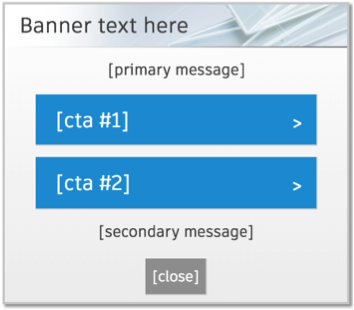 Banner text here
[primary message]
[cta #1] >
[cta #2] >
[secondary message]
[close]